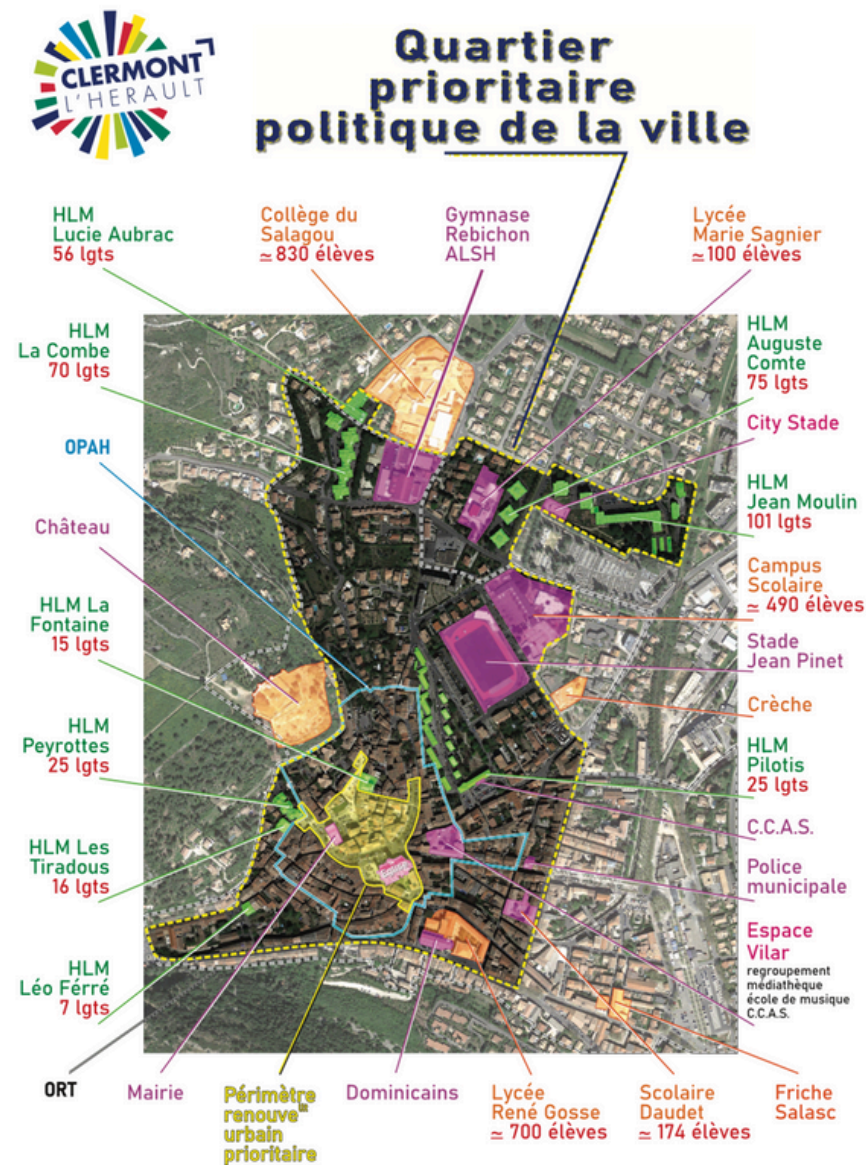 CLERMONT
L'HERAULT
Quartier
prioritaire
politique de la ville
HLM
Lucie Aubrac
56 lgts
Collège du
Salagou
≃ 830 élèves
Gymnase
Rebichon
ALSH
Lycée
Marie Sagnier
≃ 100 élèves
HLM
La Combe
70 lgts
OPAH
Château
HLM La
Fontaine
15 lgts
HLM
Peyrottes
25 lgts
HLM Les
Tiradous
16 lgts
HLM
Léo Férré
7 lgts
ORT
HLM
Auguste
Comte
75 lgts
City Stade
HLM
Jean Moulin
101 lgts
Campus
Scolaire
≃ 490 élèves
Stade
Jean Pinet
Crèche
HLM
Pilotis
25 lgts
C.C.A.S.
Police
municipale
Espace
Vilar
regroupement
médiathèque
école de musique
C.C.A.S.
Mairie
Périmètre
renouveᵐ
urbain
prioritaire
Dominicains
Lycée
René Gosse
≃ 700 élèves
Scolaire
Daudet
≃ 174 élèves
Friche
Salasc